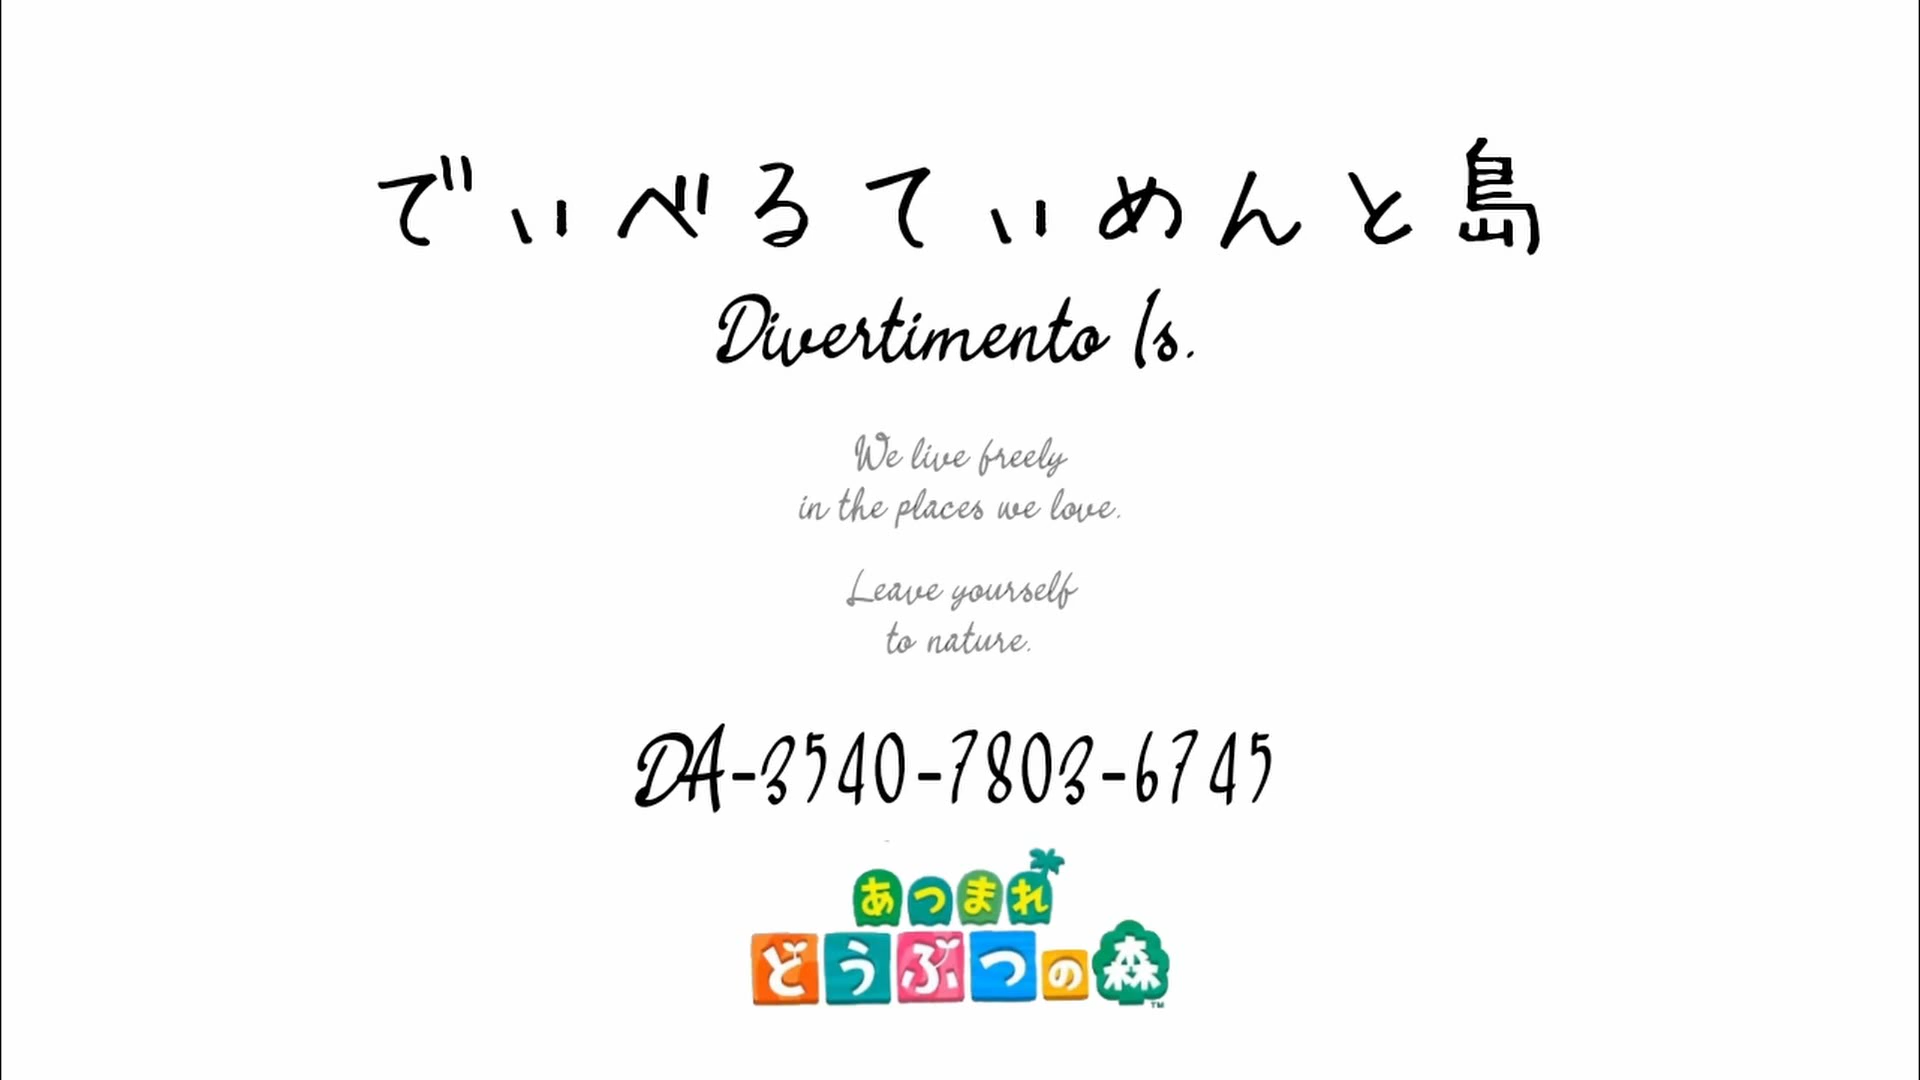 でぃべるてぃめんと島
Divertimento Is.
We live freely
in the places we love.
Leave yourself
to nature.
DA-3540-7803-6745
あつまれ
どうぶつの森
TM